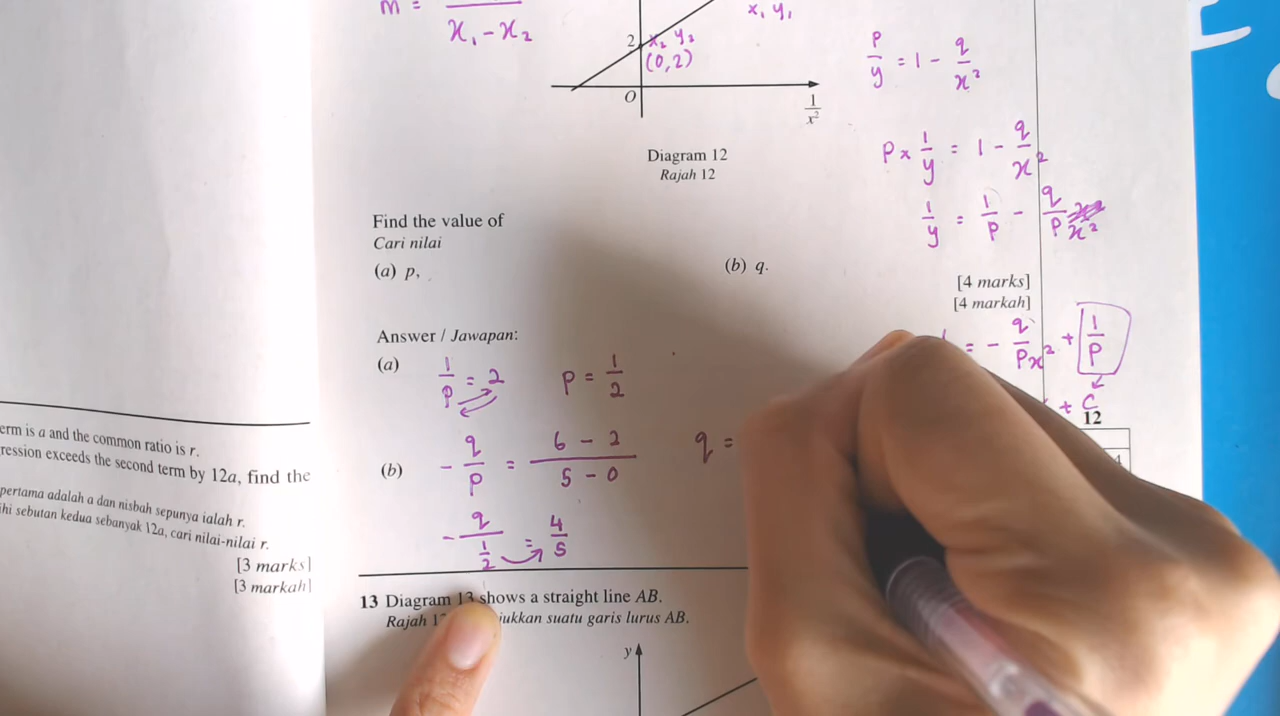 m =
x₁ - x₂
x₁ y₁
2 x₂ y₂
(0,2)
O
1/x²
p/y = 1 - q/x²
Diagram 12
Rajah 12
p × 1/y = 1 - q/x²
1/y = 1/p - q/px²
Find the value of
Cari nilai
(a) p,
(b) q.
[4 marks]
[4 markah]
= - q/px² + 1/p
+ C
12
Answer / Jawapan:
(a) 1/p = 2 p = 1/2
(b) - q/p = 6 - 2/5 - 0 q =
- q/1/2 = 4/5
erm is a and the common ratio is r.
ression exceeds the second term by 12a, find the
pertama adalah a dan nisbah sepunya ialah r.
ihi sebutan kedua sebanyak 12a, cari nilai-nilai r.
[3 marks]
[3 markah]
13 Diagram 13 shows a straight line AB.
Rajah 1 jukkan suatu garis lurus AB.
y